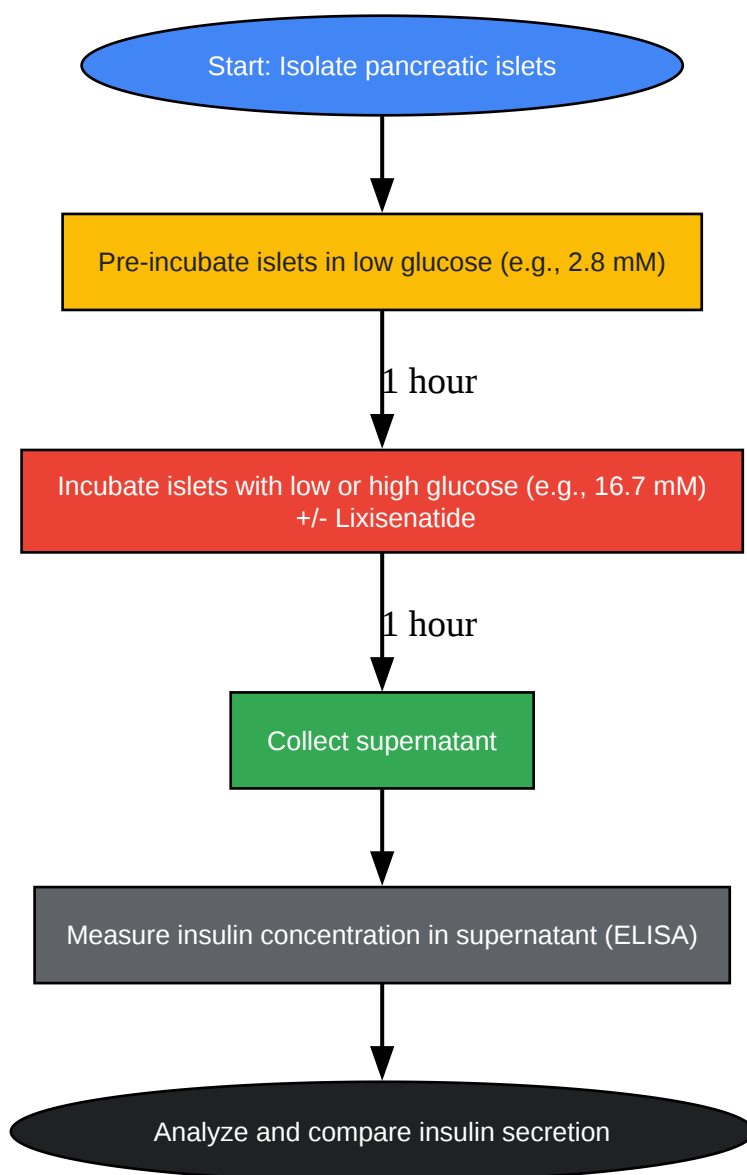 Start: Isolate pancreatic islets
Pre-incubate islets in low glucose (e.g., 2.8 mM)
1 hour
Incubate islets with low or high glucose (e.g., 16.7 mM)
+/- Lixisenatide
1 hour
Collect supernatant
Measure insulin concentration in supernatant (ELISA)
Analyze and compare insulin secretion